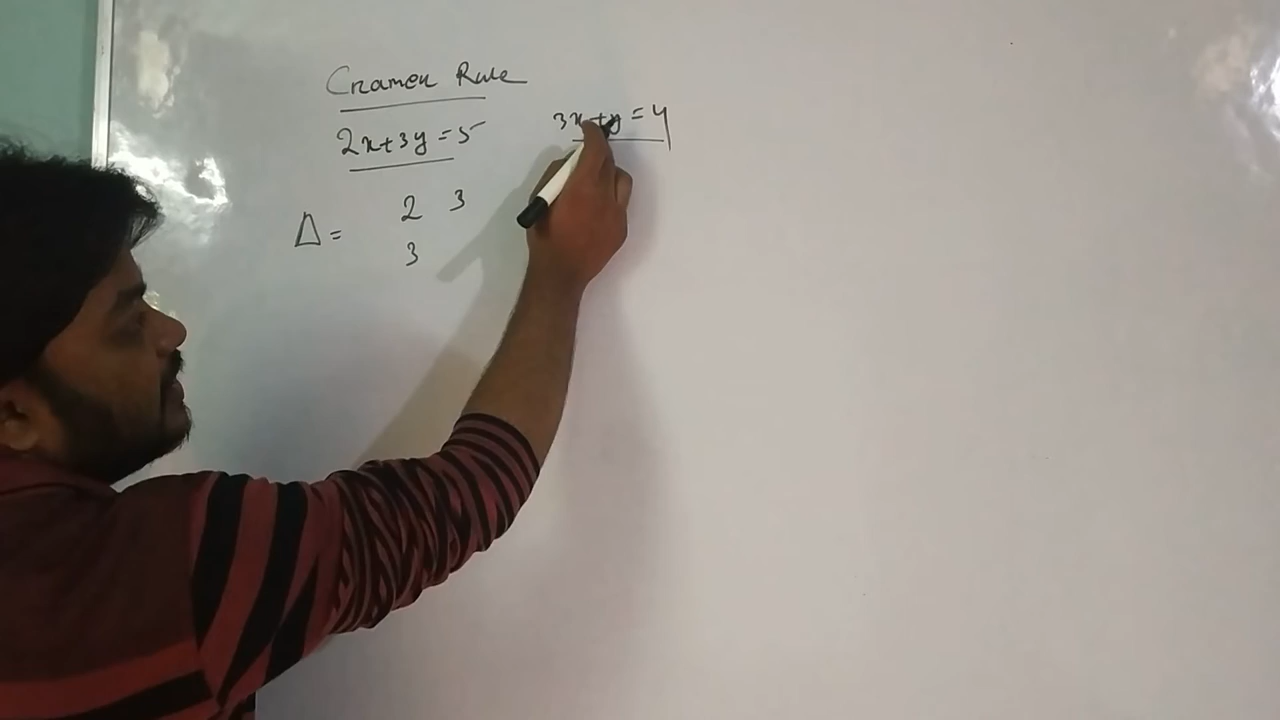 Cramer Rule
2x+3y=5 3x+y=4
Δ= 2 3
3